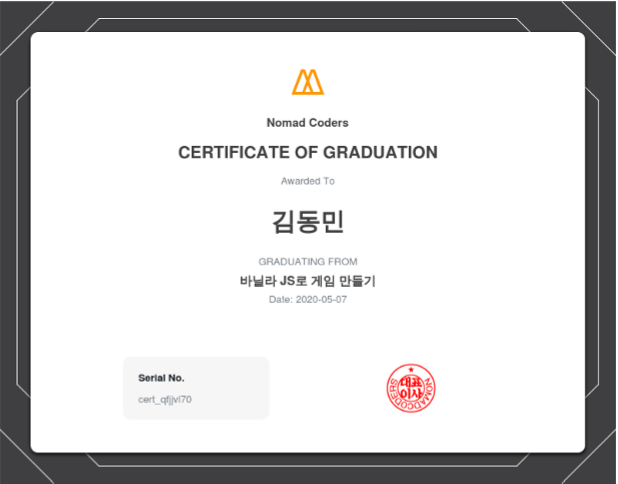 Nomad Coders
CERTIFICATE OF GRADUATION
Awarded To
김동민
GRADUATING FROM
바닐라 JS로 게임 만들기
Date: 2020-05-07
Serial No.
cert_qfjjvl70
대표
이사
NOMADCODERS